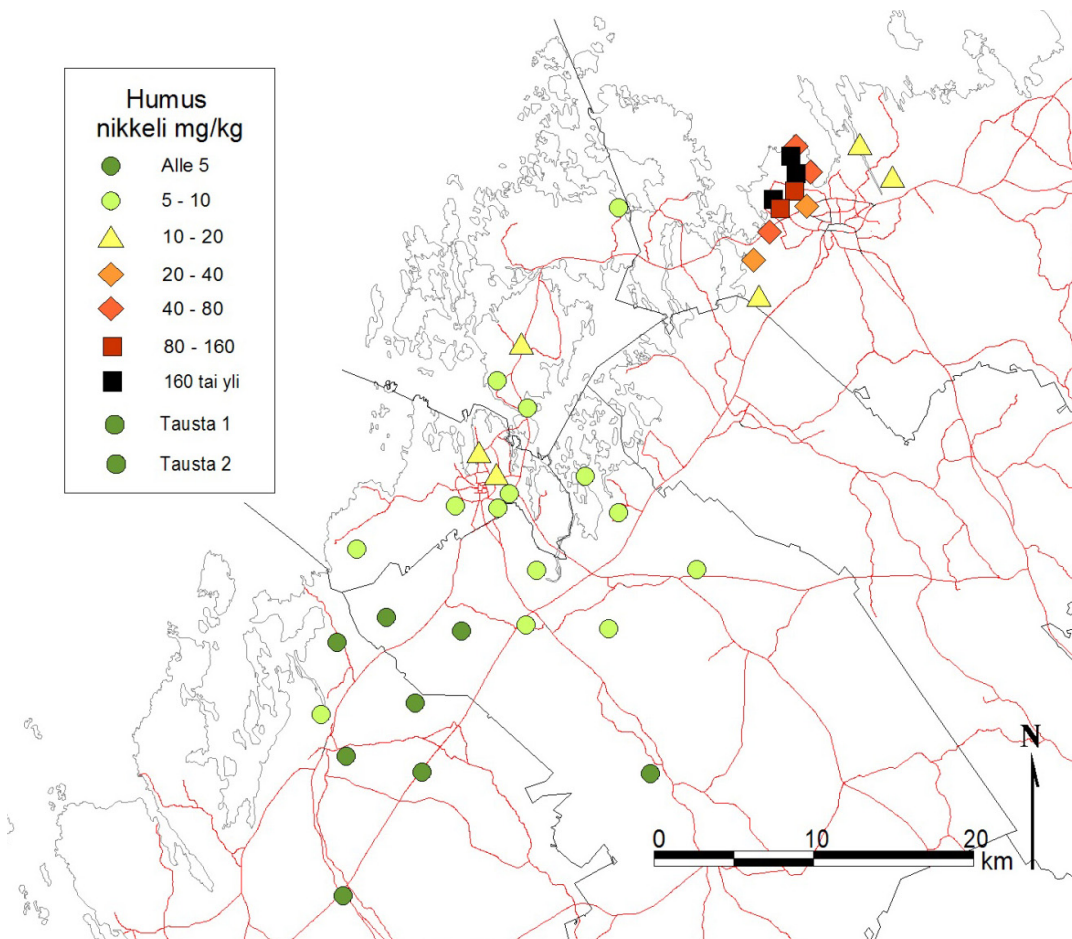 Humus
nikkeli mg/kg
Alle 5
5 - 10
10 - 20
20 - 40
40 - 80
80 - 160
160 tai yli
Tausta 1
Tausta 2
N
0 10 20
km